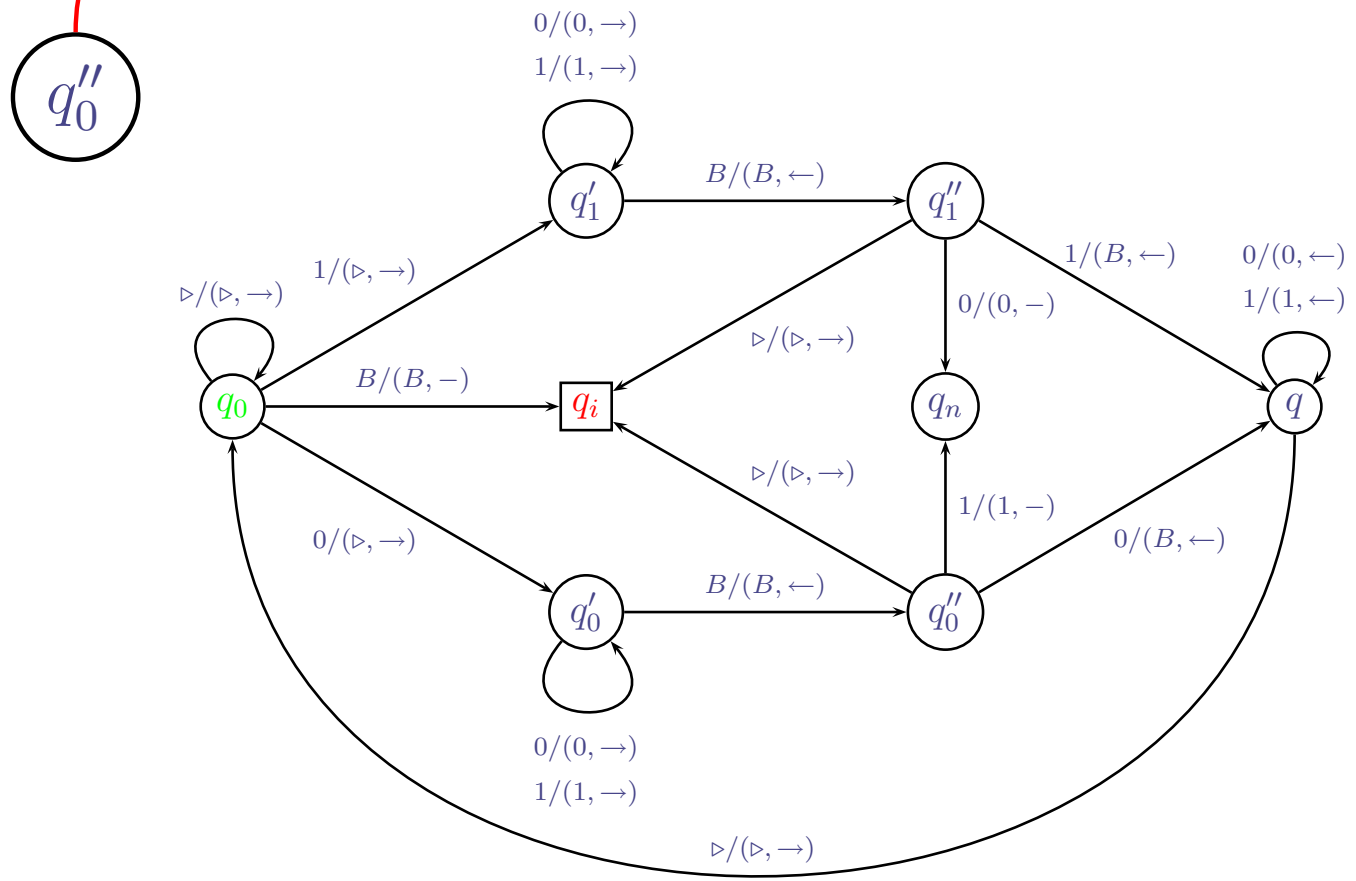 q''₀
0/(0, →)
1/(1, →)
q'₁
B/(B, ←)
q''₁
1/(▷, →)
1/(B, ←)
0/(0, ←)
1/(1, ←)
▷/(▷, →)
0/(0, −)
▷/(▷, →)
B/(B, −)
q₀
qᵢ
qₙ
q
▷/(▷, →)
1/(1, −)
0/(▷, →)
0/(B, ←)
B/(B, ←)
q'₀
q''₀
0/(0, →)
1/(1, →)
▷/(▷, →)